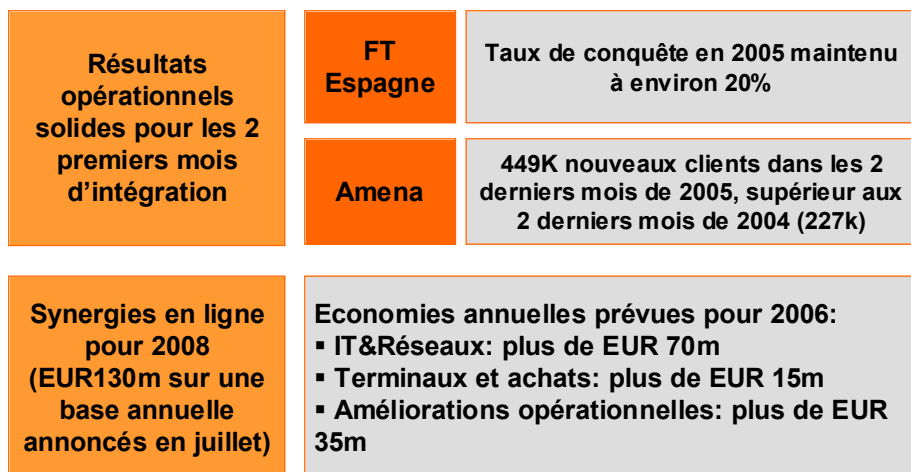 Résultats
opérationnels
solides pour les 2
premiers mois
d’intégration
FT
Espagne
Taux de conquête en 2005 maintenu
à environ 20%
Amena
449K nouveaux clients dans les 2
derniers mois de 2005, supérieur aux
2 derniers mois de 2004 (227k)
Synergies en ligne
pour 2008
(EUR130m sur une
base annuelle
annoncés en juillet)
Economies annuelles prévues pour 2006:
▪ IT&Réseaux: plus de EUR 70m
▪ Terminaux et achats: plus de EUR 15m
▪ Améliorations opérationnelles: plus de EUR
35m